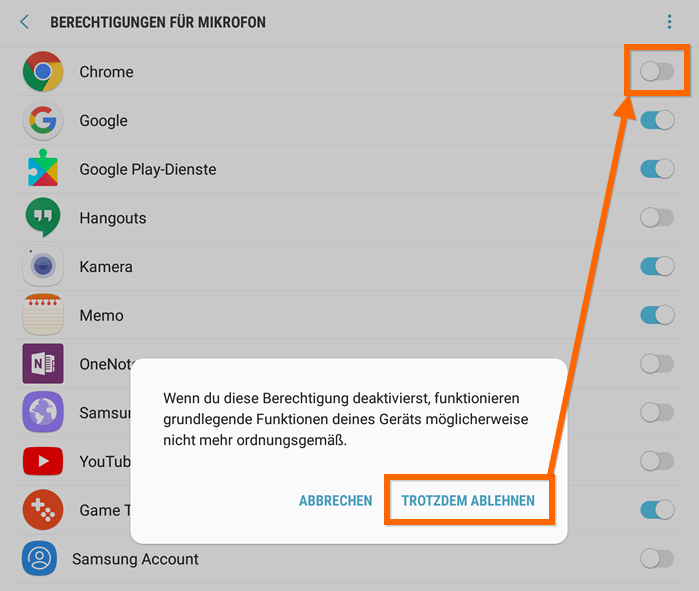 BERECHTIGUNGEN FÜR MIKROFON
Chrome
Google
Google Play-Dienste
Hangouts
Kamera
Memo
OneNot
Samsu
YouTub
Game T
Samsung Account
Wenn du diese Berechtigung deaktivierst, funktionieren
grundlegende Funktionen deines Geräts möglicherweise
nicht mehr ordnungsgemäß.
ABBRECHEN TROTZDEM ABLEHNEN